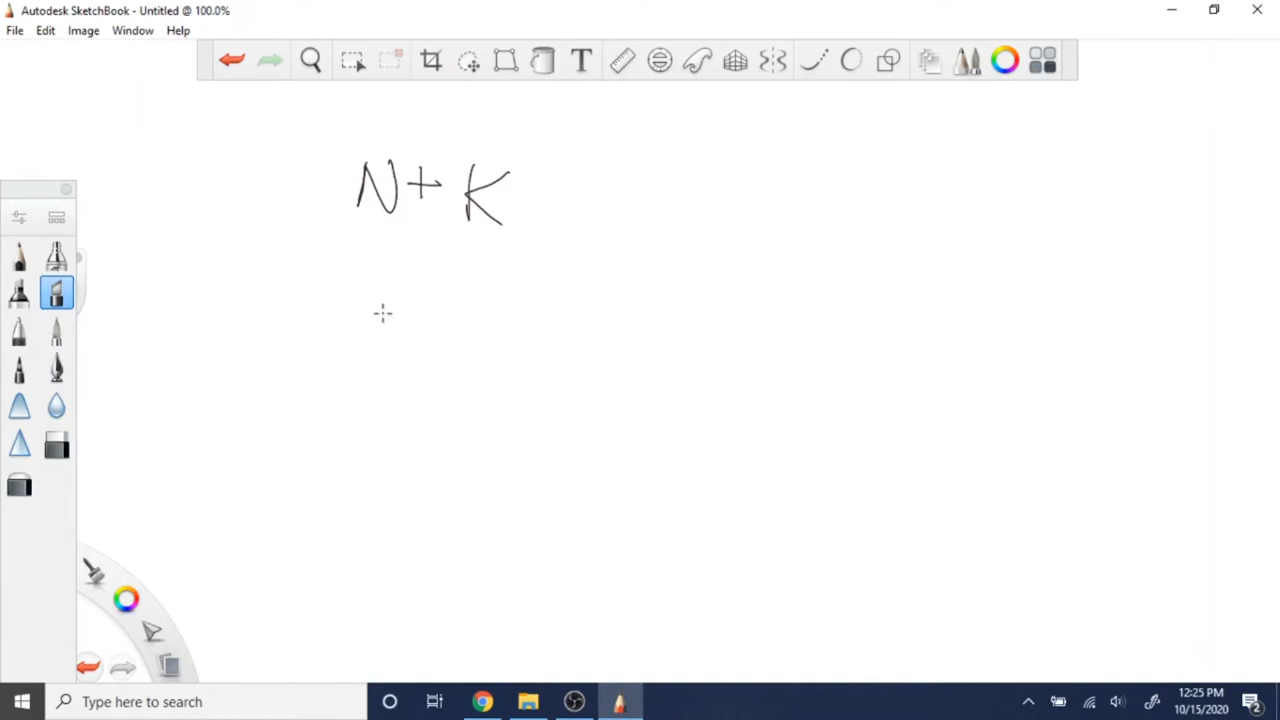 Autodesk SketchBook - Untitled @ 100.0%
File Edit Image Window Help
T
N+K
Type here to search
12:25 PM
10/15/2020
2